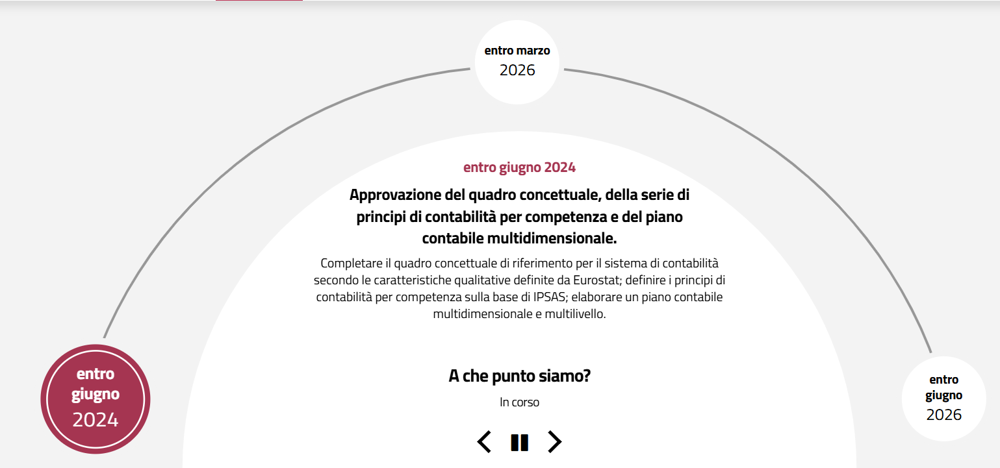 entro marzo
2026
entro giugno 2024
Approvazione del quadro concettuale, della serie di
principi di contabilità per competenza e del piano
contabile multidimensionale.
Completare il quadro concettuale di riferimento per il sistema di contabilità
secondo le caratteristiche qualitative definite da Eurostat; definire i principi di
contabilità per competenza sulla base di IPSAS; elaborare un piano contabile
multidimensionale e multilivello.
A che punto siamo?
In corso
entro
giugno
2024
entro
giugno
2026